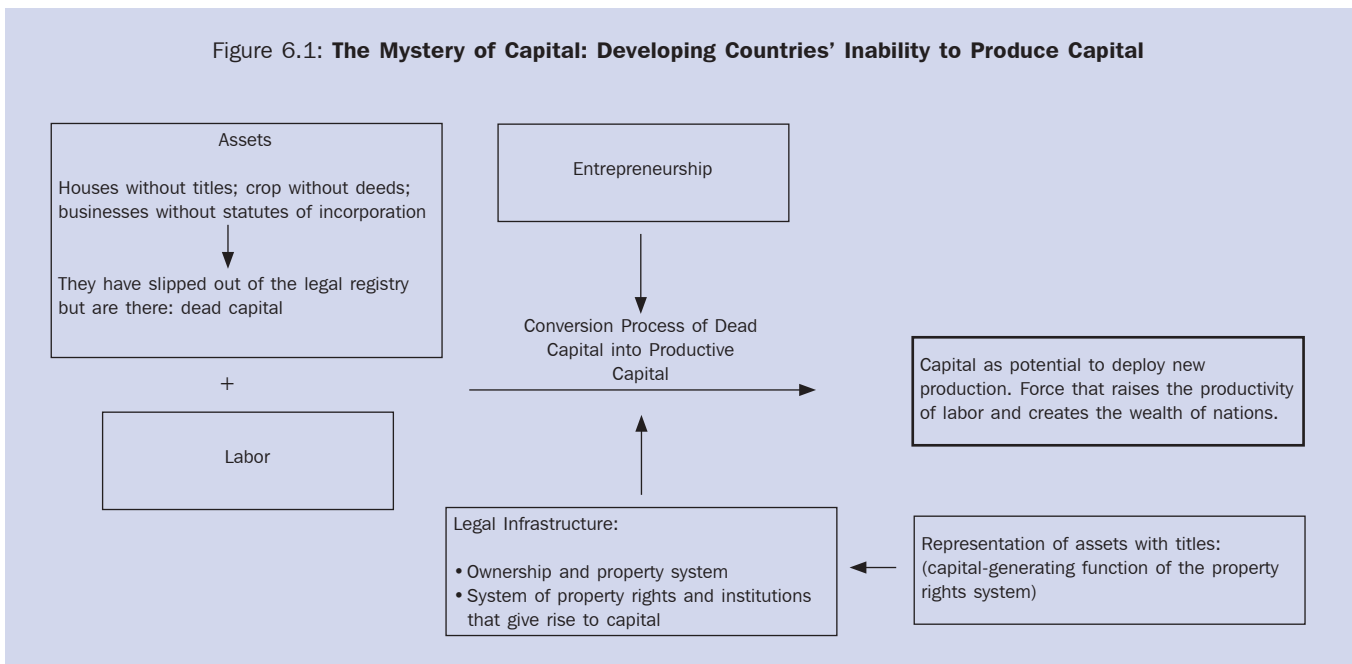 Figure 6.1: The Mystery of Capital: Developing Countries’ Inability to Produce Capital
Assets
Houses without titles; crop without deeds;
businesses without statutes of incorporation
They have slipped out of the legal registry
but are there: dead capital
+
Labor
Entrepreneurship
Conversion Process of Dead
Capital into Productive
Capital
Legal Infrastructure:
• Ownership and property system
• System of property rights and institutions
that give rise to capital
Capital as potential to deploy new
production. Force that raises the productivity
of labor and creates the wealth of nations.
Representation of assets with titles:
(capital-generating function of the property
rights system)